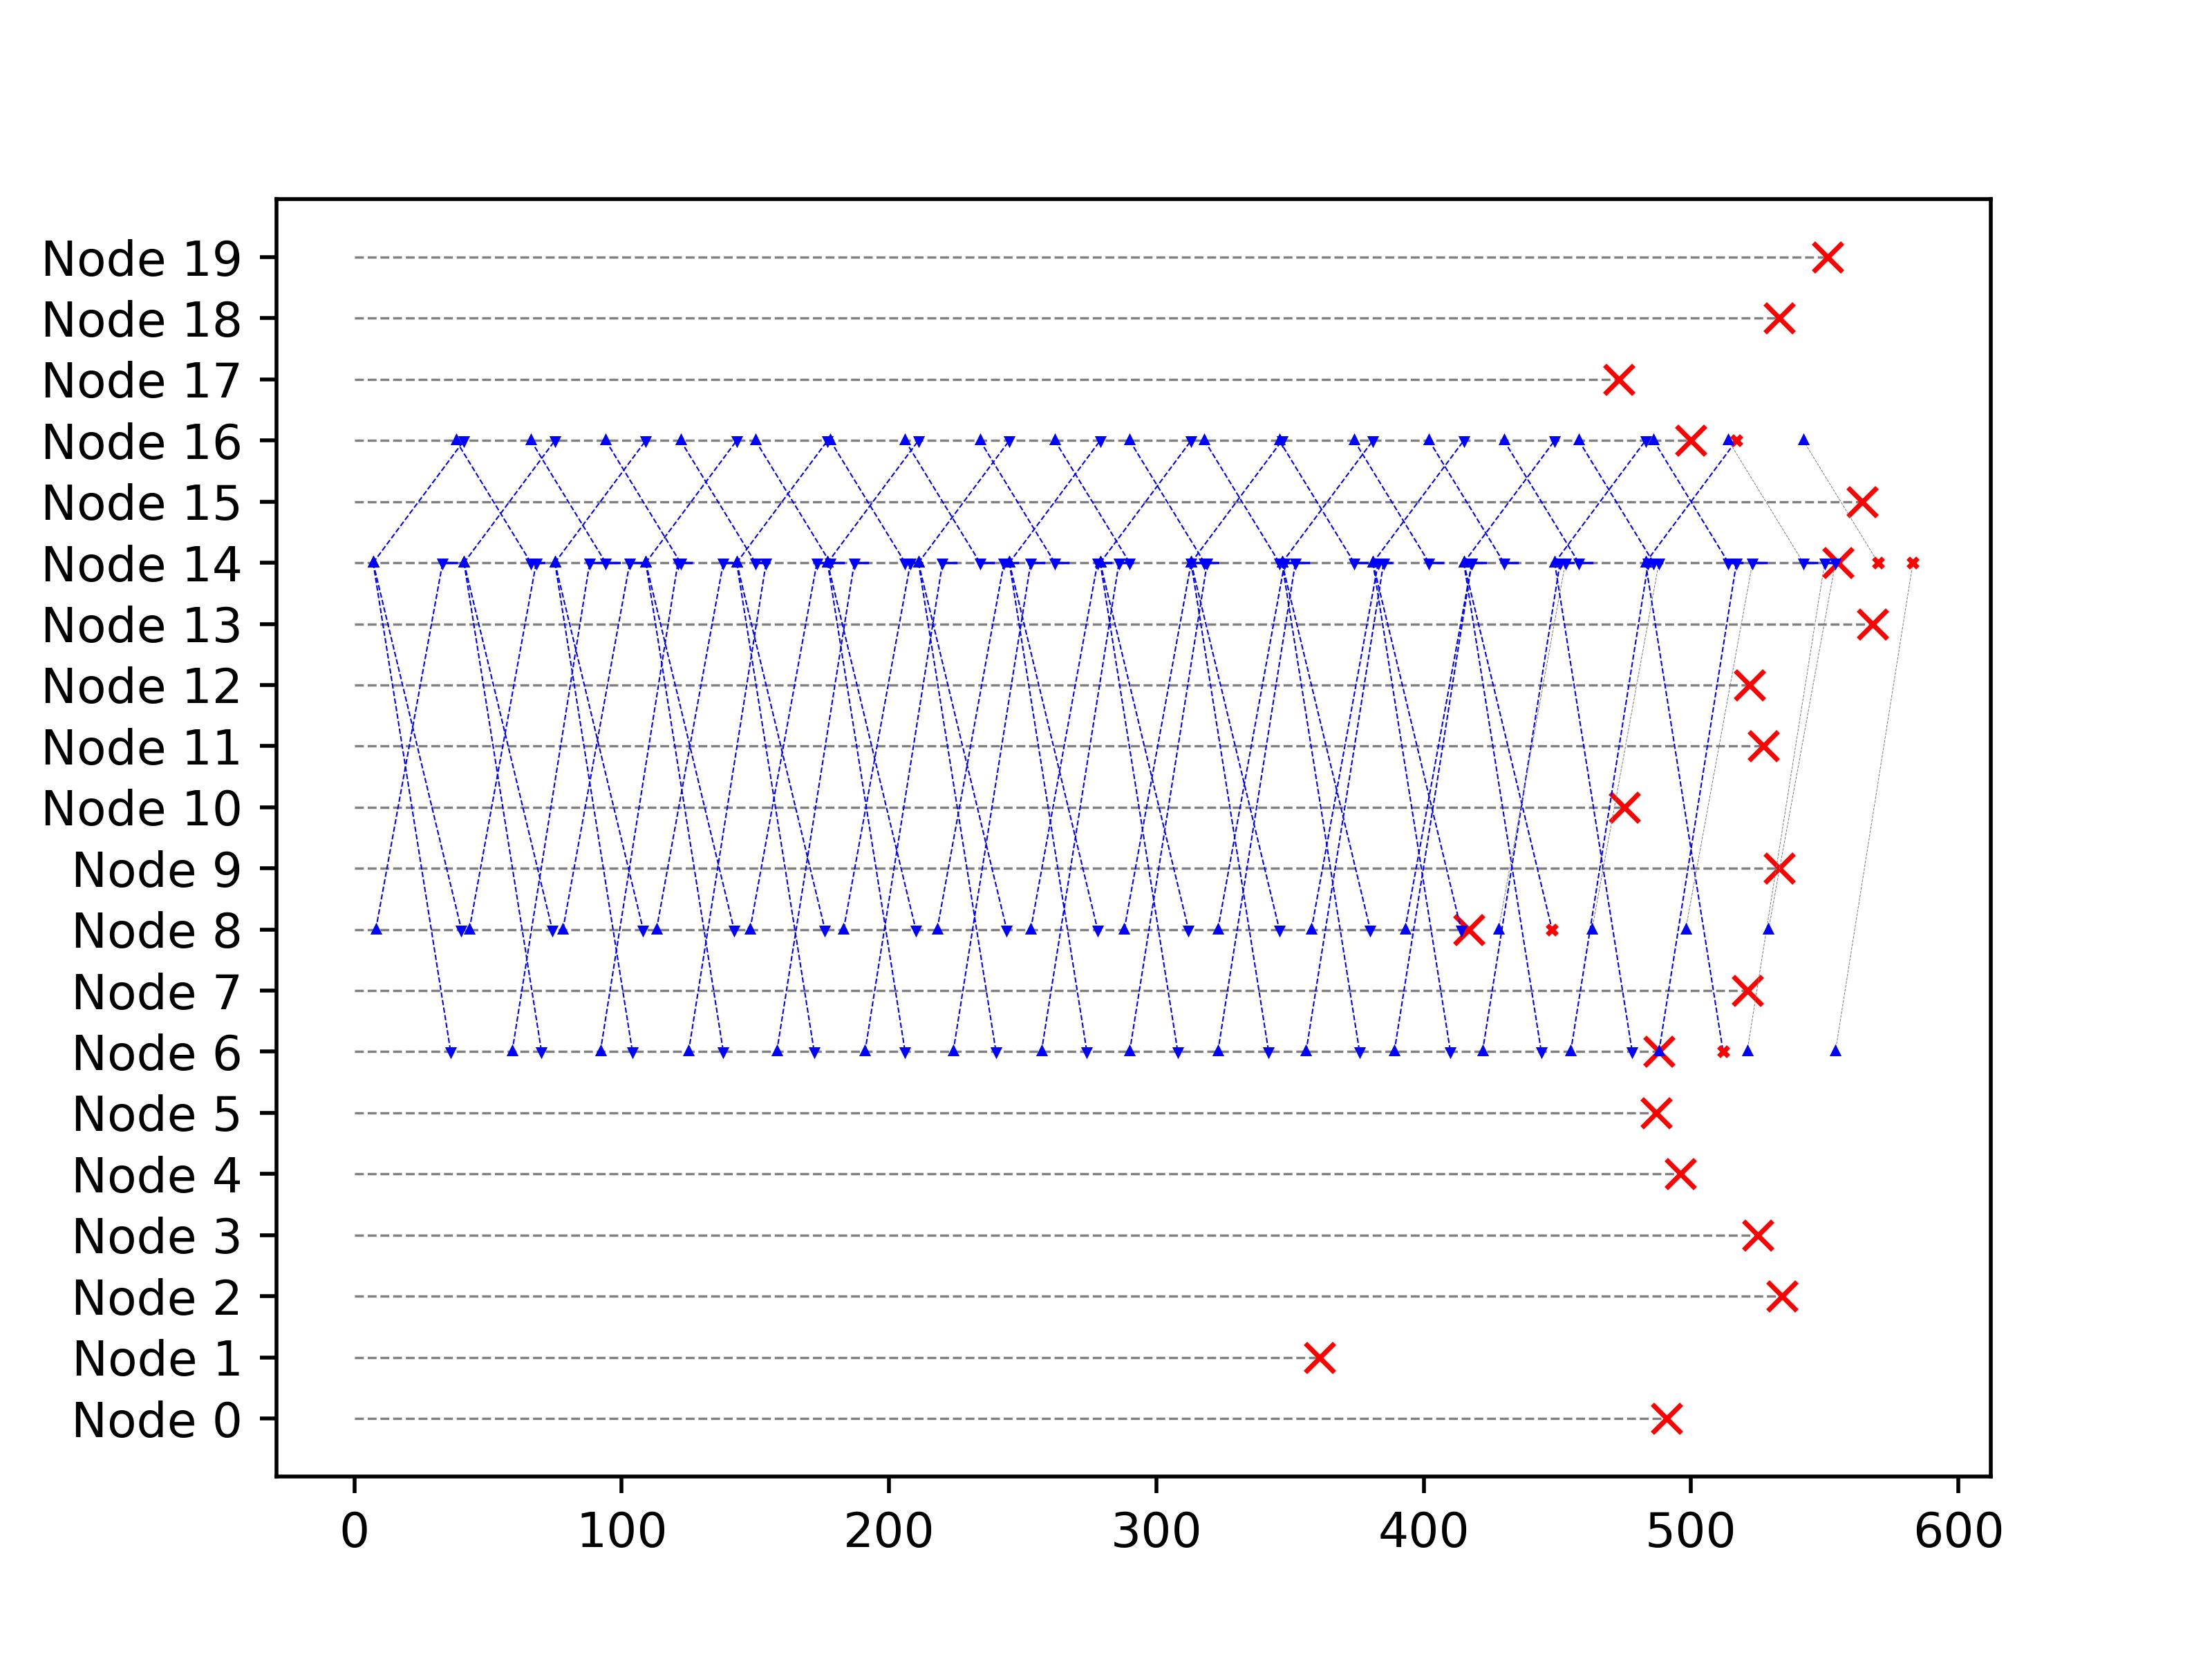 Node 19
Node 18
Node 17
Node 16
Node 15
Node 14
Node 13
Node 12
Node 11
Node 10
Node 9
Node 8
Node 7
Node 6
Node 5
Node 4
Node 3
Node 2
Node 1
Node 0
0 100 200 300 400 500 600